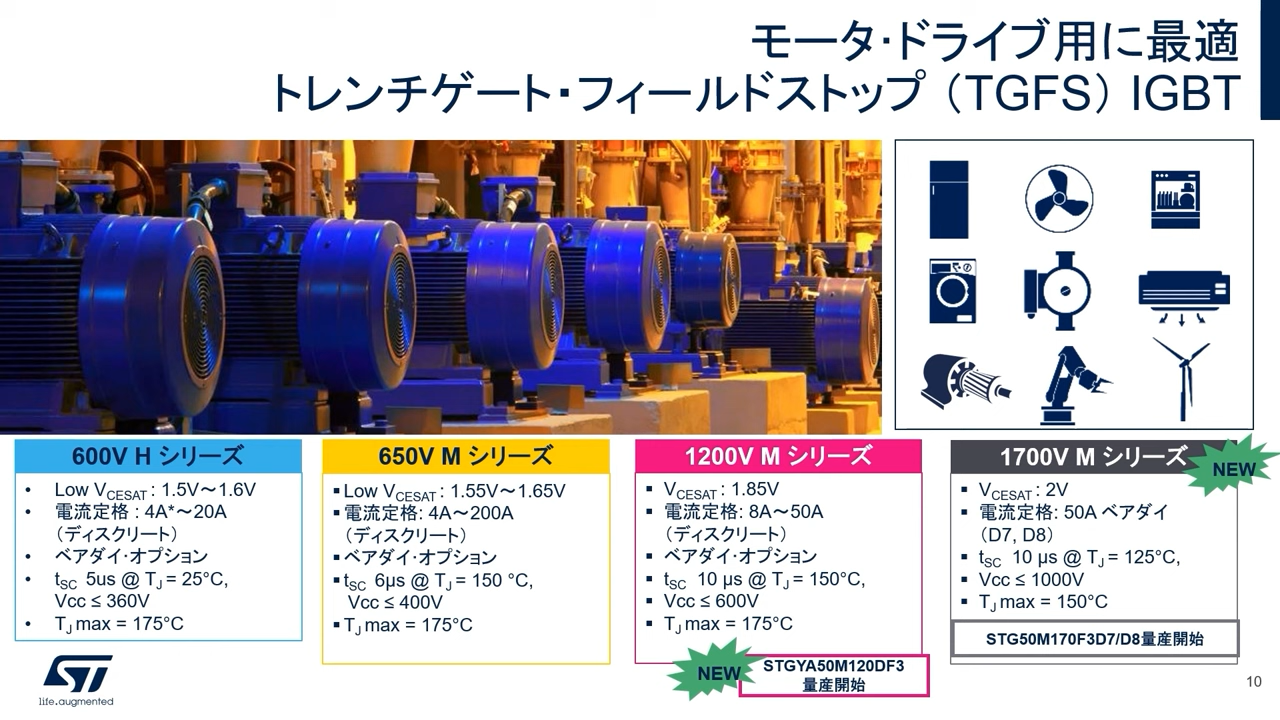 モータ･ドライブ用に最適
トレンチゲート・フィールドストップ（TGFS）IGBT
600V H シリーズ
• Low VCESAT : 1.5V～1.6V
• 電流定格 : 4A*～20A
（ディスクリート）
• ベアダイ･オプション
• tSC 5us @ TJ = 25°C,
Vcc ≤ 360V
• TJ max = 175°C
650V M シリーズ
▪ Low VCESAT : 1.55V～1.65V
▪ 電流定格: 4A～200A
（ディスクリート）
▪ ベアダイ･オプション
▪ tSC 6µs @ TJ = 150 °C,
Vcc ≤ 400V
▪ TJ max = 175°C
1200V M シリーズ
▪ VCESAT : 1.85V
▪ 電流定格: 8A～50A
（ディスクリート）
▪ ベアダイ･オプション
▪ tSC 10 µs @ TJ = 150°C,
▪ Vcc ≤ 600V
▪ TJ max = 175°C
NEW
STGYA50M120DF3
量産開始
1700V M シリーズ
NEW
▪ VCESAT : 2V
▪ 電流定格: 50A ベアダイ
（D7, D8）
▪ tSC 10 µs @ TJ = 125°C,
▪ Vcc ≤ 1000V
▪ TJ max = 150°C
STG50M170F3D7/D8量産開始
ST
life.augmented
10